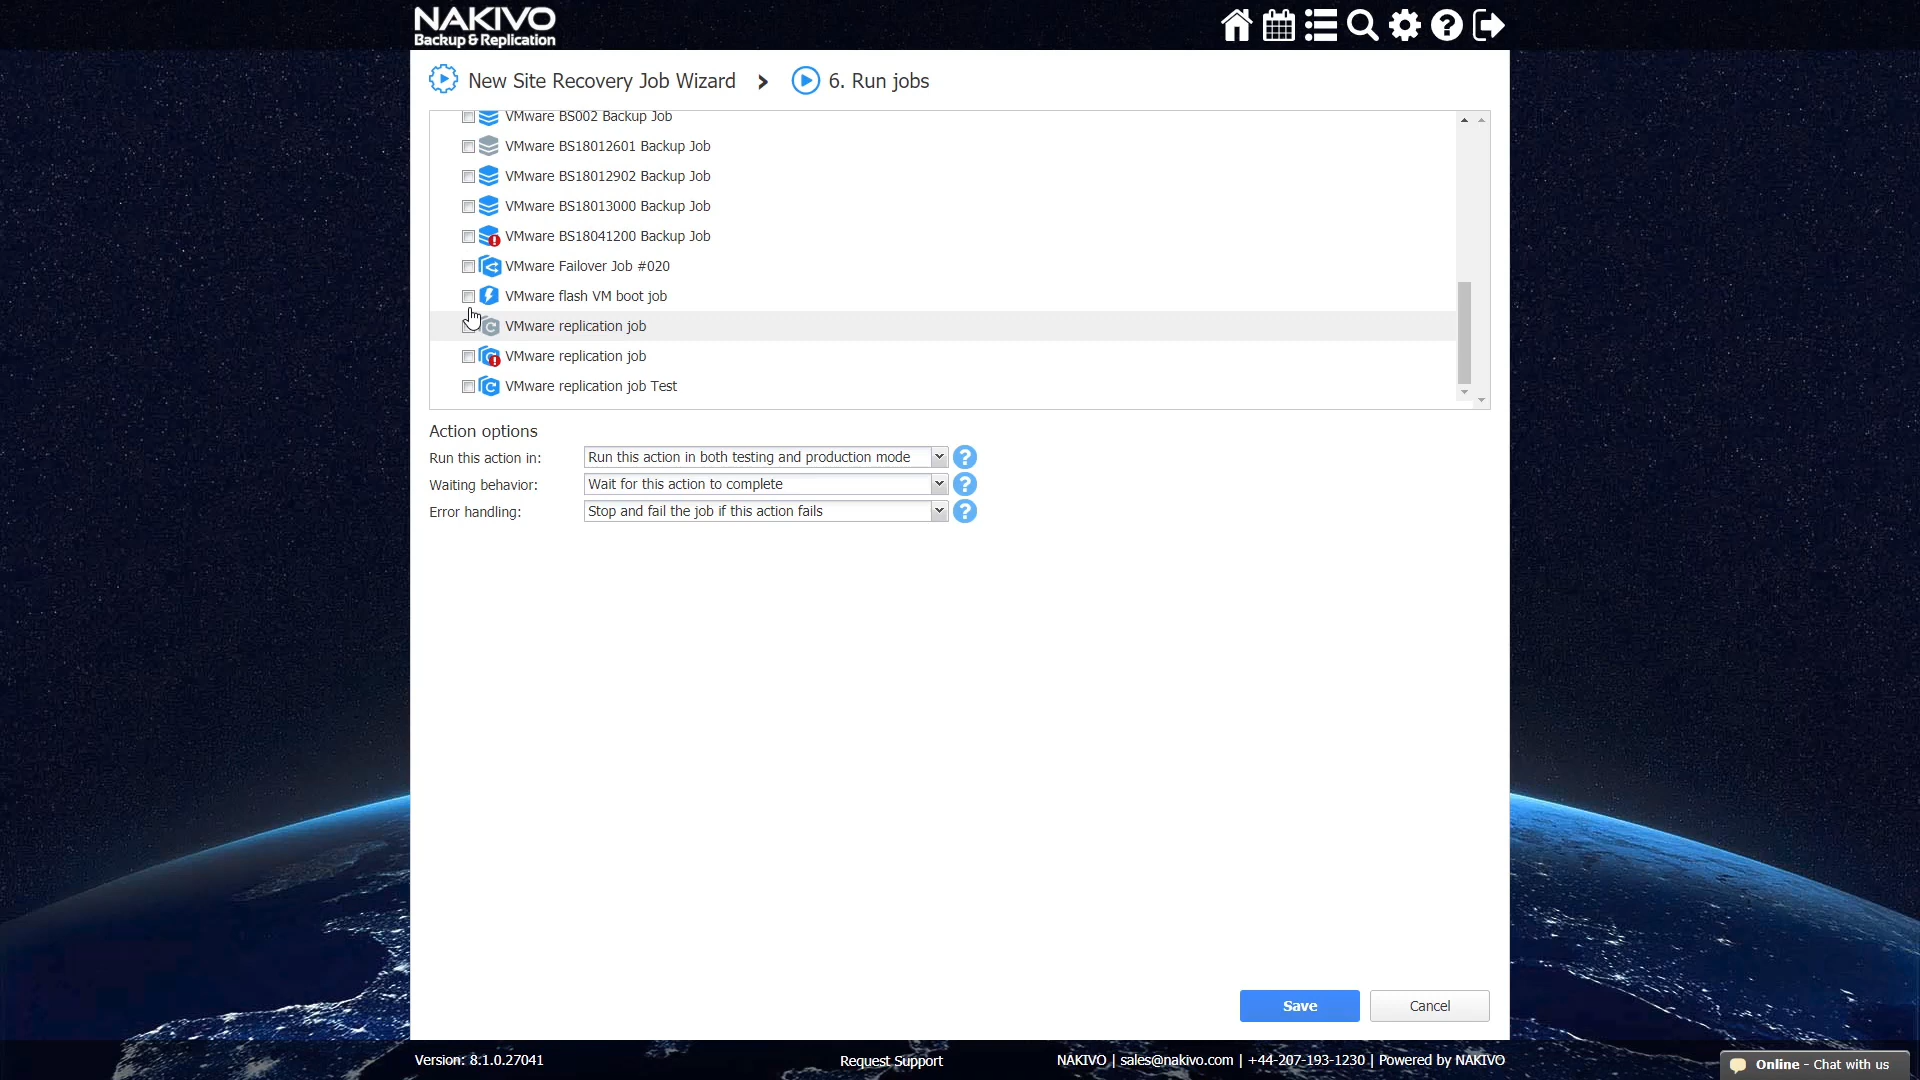 NAKIVO
Backup & Replication
New Site Recovery Job Wizard > 6. Run jobs
VMware BS002 Backup Job
VMware BS18012601 Backup Job
VMware BS18012902 Backup Job
VMware BS18013000 Backup Job
VMware BS18041200 Backup Job
VMware Failover Job #020
VMware flash VM boot job
VMware replication job
VMware replication job
VMware replication job Test
Action options
Run this action in: Run this action in both testing and production mode ?
Waiting behavior: Wait for this action to complete ?
Error handling: Stop and fail the job if this action fails ?
Save Cancel
Version: 8.1.0.27041 Request Support NAKIVO | sales@nakivo.com | +44-207-193-1230 | Powered by NAKIVO
Online - Chat with us